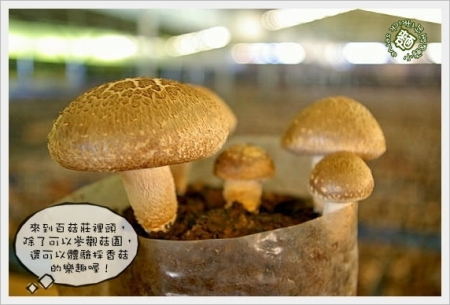 來到百菇莊裡頭，
除了可以參觀菇園，
還可以體驗採香菇
的樂趣喔！